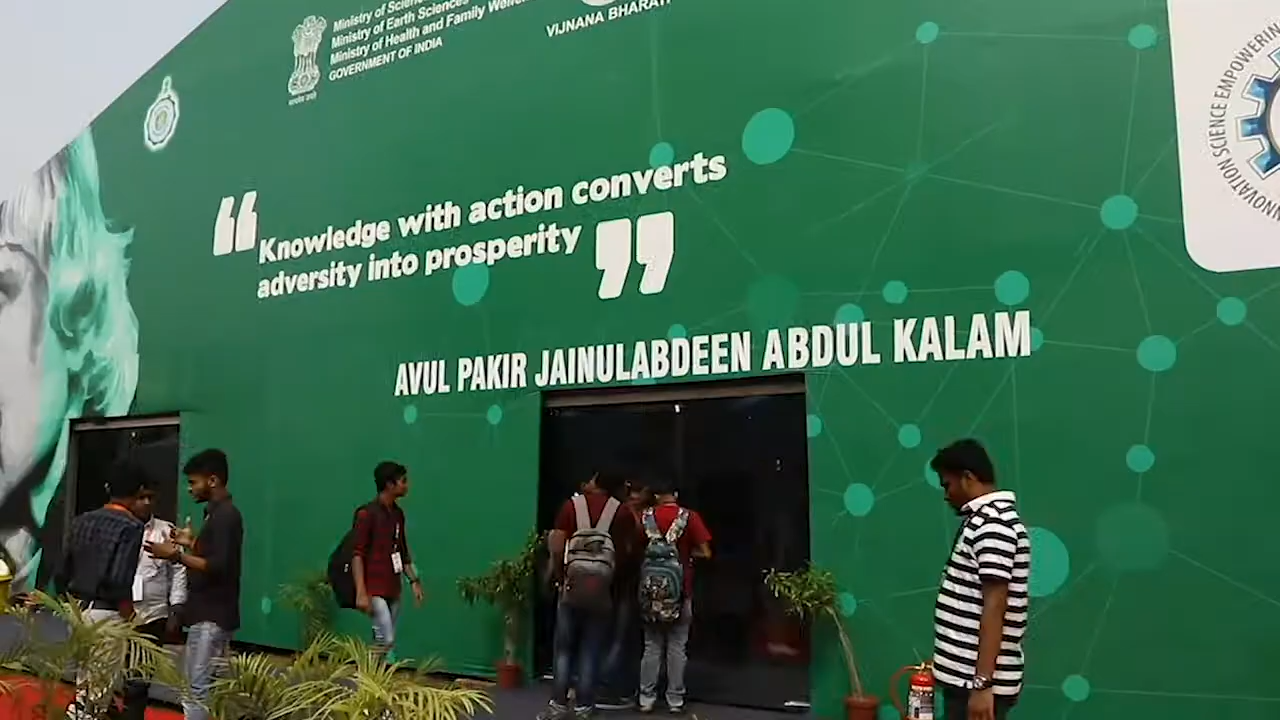 Ministry of Earth Sciences
Ministry of Health and Family
GOVERNMENT OF INDIA
VIJNANA BHARATI
“Knowledge with action converts
adversity into prosperity”
AVUL PAKIR JAINULABDEEN ABDUL KALAM
INNOVATION SCIENCE EMPOWERING